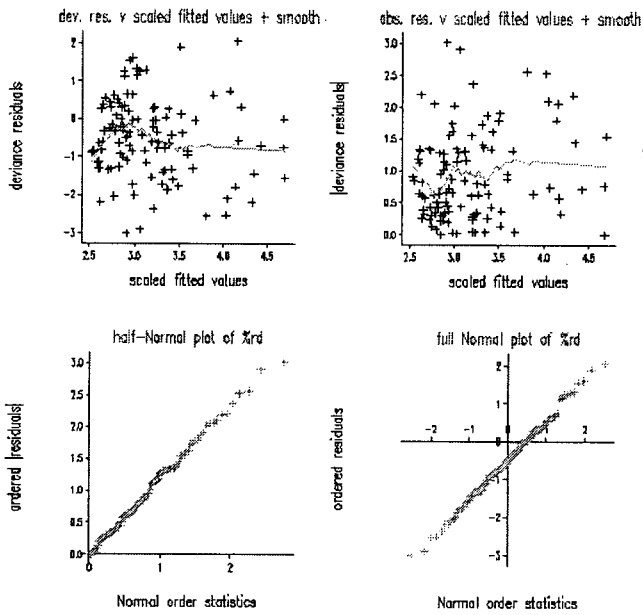 dev. res. v scaled fitted values + smooth
deviance residuals
2
1
0
-1
-2
-3
2.5 3.0 3.5 4.0 4.5
scaled fitted values
abs. res. v scaled fitted values + smooth
|deviance residuals|
3.0
2.5
2.0
1.5
1.0
0.5
0.0
2.5 3.0 3.5 4.0 4.5
scaled fitted values
half-Normal plot of %rd
ordered |residuals|
3.0
2.5
2.0
1.5
1.0
0.5
0.0
0 1 2
Normal order statistics
full Normal plot of %rd
ordered residuals
2
1
0
-1
-2
-3
-2 -1 0 1 2
Normal order statistics